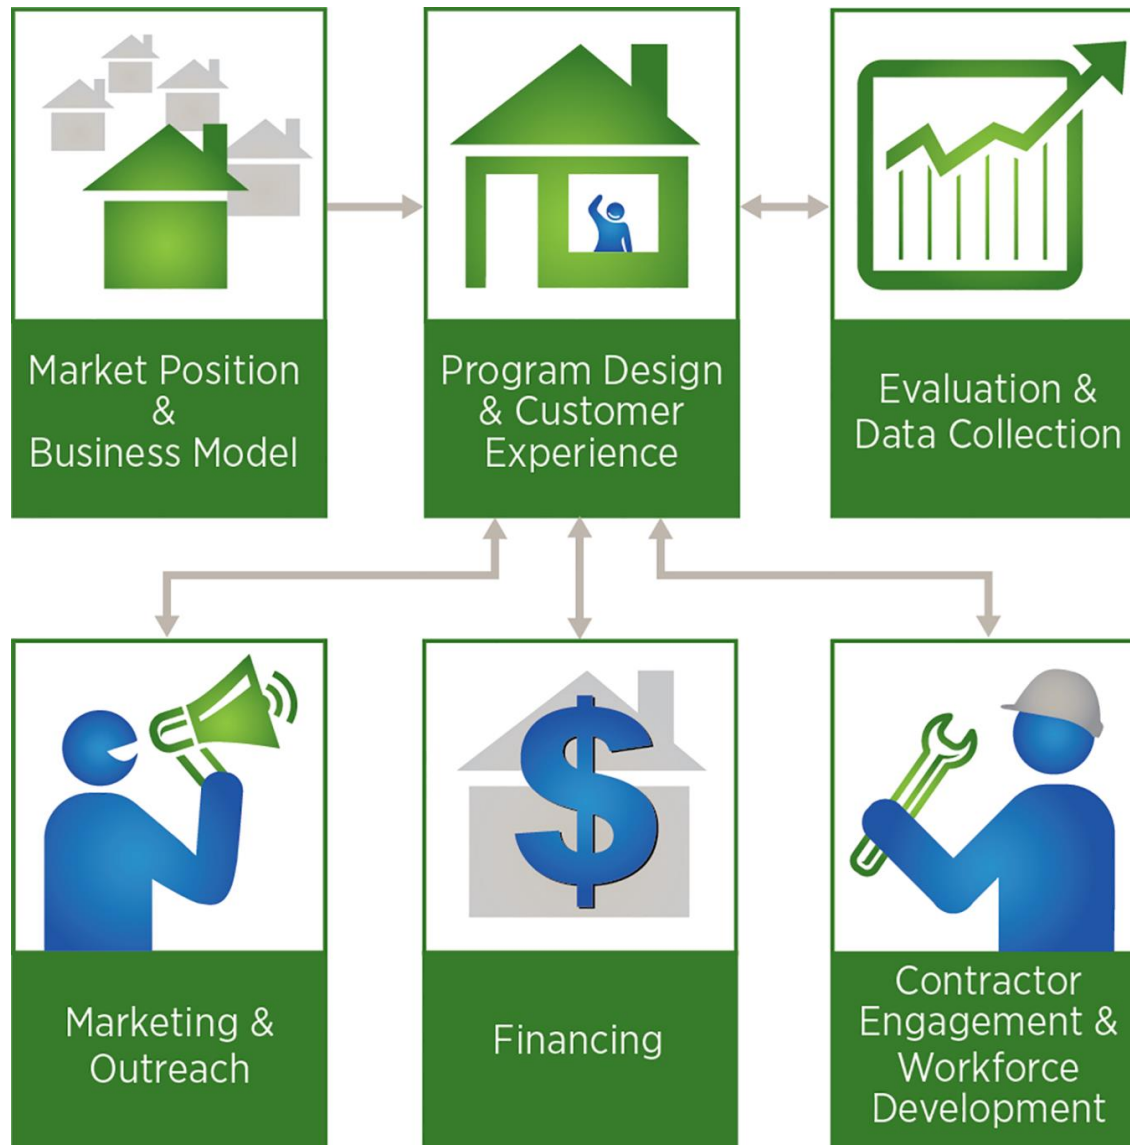 Market Position
&
Business Model
Program Design
& Customer
Experience
Evaluation &
Data Collection
Marketing &
Outreach
$
Financing
Contractor
Engagement &
Workforce
Development